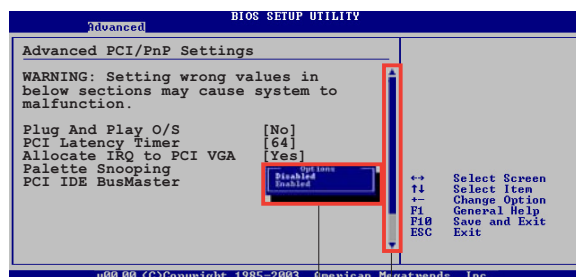 BIOS SETUP UTILITY
Advanced
Advanced PCI/PnP Settings
WARNING: Setting wrong values in
below sections may cause system to
malfunction.
Plug And Play O/S [No]
PCI Latency Timer [64]
Allocate IRQ to PCI VGA [Yes]
Palette Snooping
PCI IDE BusMaster
Options
Disabled
Enabled
↔ Select Screen
↑↓ Select Item
+- Change Option
F1 General Help
F10 Save and Exit
ESC Exit
v00.00 (C)Copyright 1985-2003, American Megatrends, Inc.